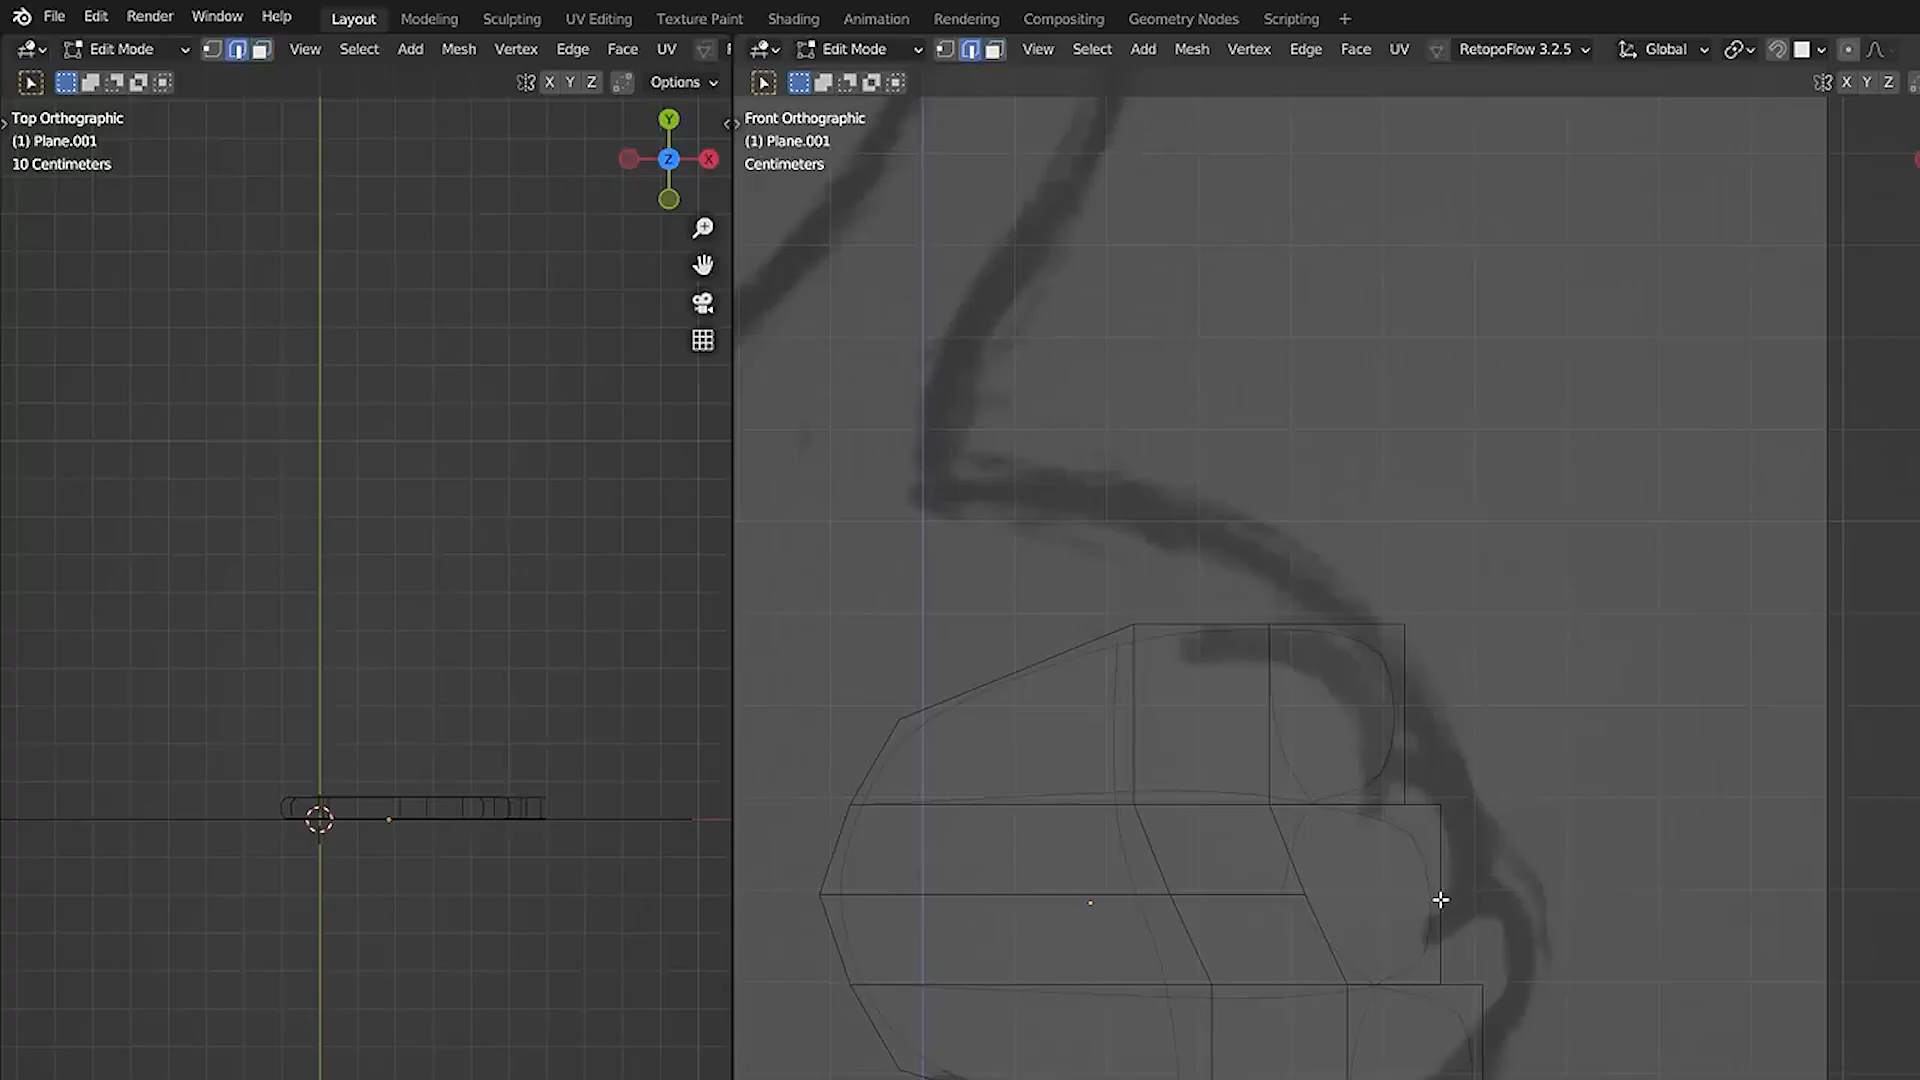 File Edit Render Window Help Layout Modeling Sculpting UV Editing Texture Paint Shading Animation Rendering Compositing Geometry Nodes Scripting +
Edit Mode View Select Add Mesh Vertex Edge Face UV
Edit Mode View Select Add Mesh Vertex Edge Face UV RetopoFlow 3.2.5 Global
X Y Z Options
X Y Z
Top Orthographic
(1) Plane.001
10 Centimeters
Y
Z
X
Front Orthographic
(1) Plane.001
Centimeters